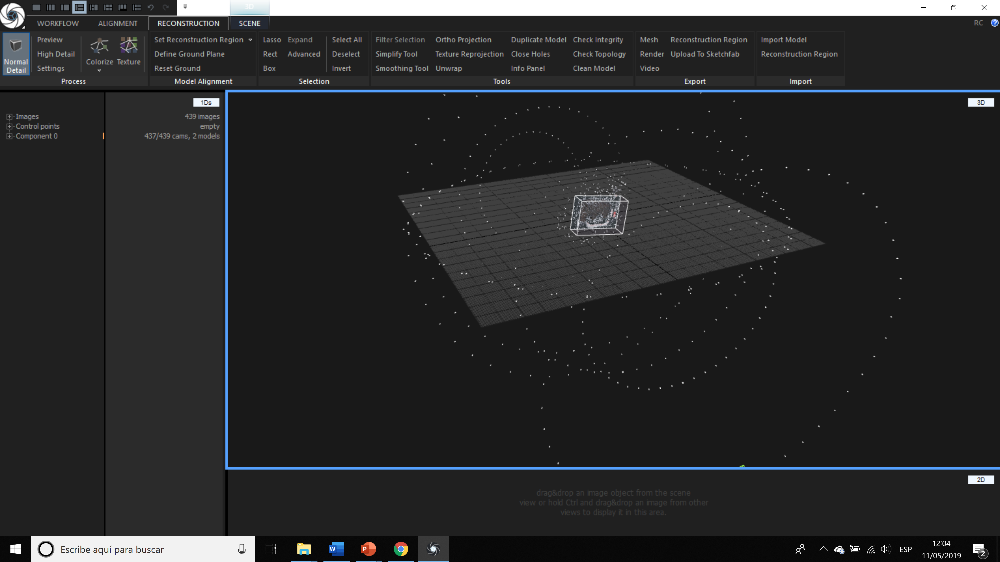 3D
WORKFLOW ALIGNMENT RECONSTRUCTION SCENE RC
Normal Detail
Preview
High Detail
Settings
Colorize Texture
Process
Set Reconstruction Region
Define Ground Plane
Reset Ground
Model Alignment
Lasso Expand Select All
Rect Advanced Deselect
Box Invert
Selection
Filter Selection Ortho Projection Duplicate Model Check Integrity
Simplify Tool Texture Reprojection Close Holes Check Topology
Smoothing Tool Unwrap Info Panel Clean Model
Tools
Mesh Reconstruction Region
Render Upload To Sketchfab
Video
Export
Import Model
Reconstruction Region
Import
1Ds
Images 439 images
Control points empty
Component 0 437/439 cams, 2 models
3D
2D
drag&drop an image object from the scene
view or hold Ctrl and drag&drop an image from other
views to display it in this area.
Escribe aquí para buscar
W
P
ESP
12:04
11/05/2019
2